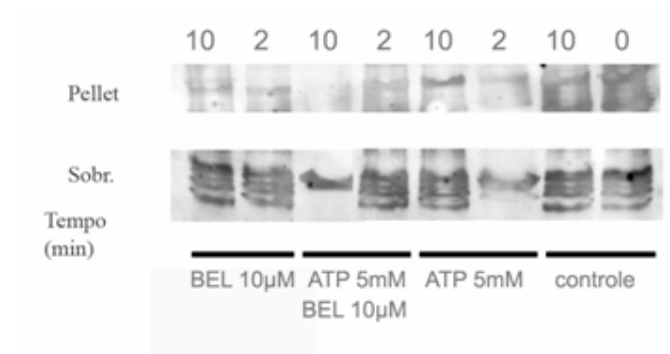 10 2 10 2 10 2 10 0
Pellet
Sobr.
Tempo
(min)
BEL 10µM ATP 5mM ATP 5mM controle
BEL 10µM